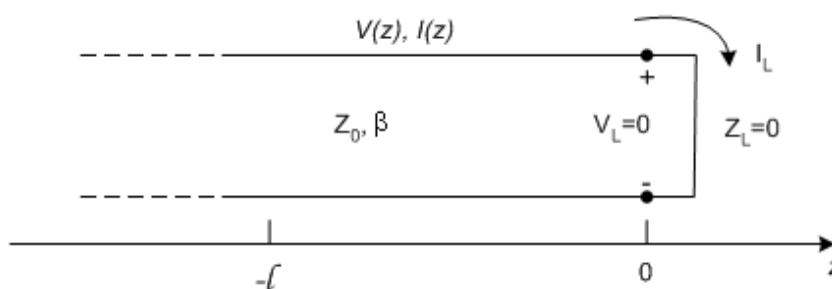 V(z), I(z)
I_L
+
Z_0, β
V_L=0
Z_L=0
-
-ℓ
0
z